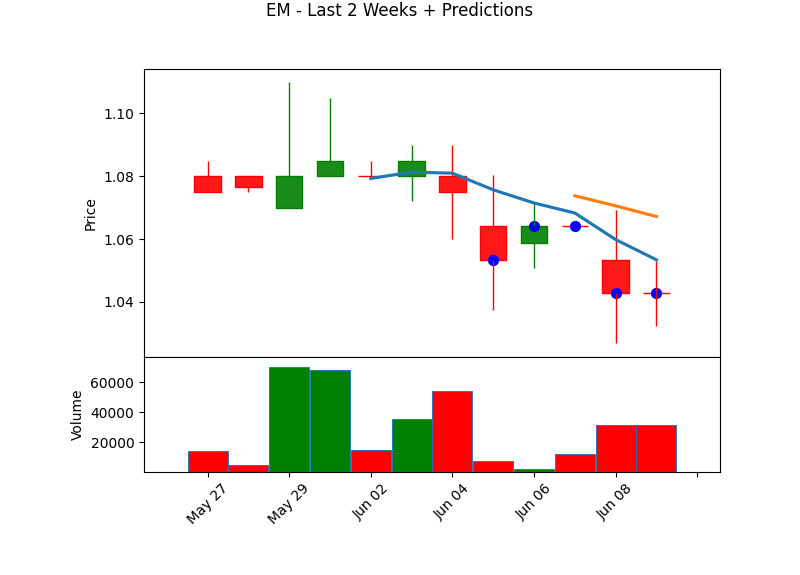 EM - Last 2 Weeks + Predictions
1.10
1.08
1.06
1.04
Price
60000
40000
20000
Volume
May 27
May 29
Jun 02
Jun 04
Jun 06
Jun 08